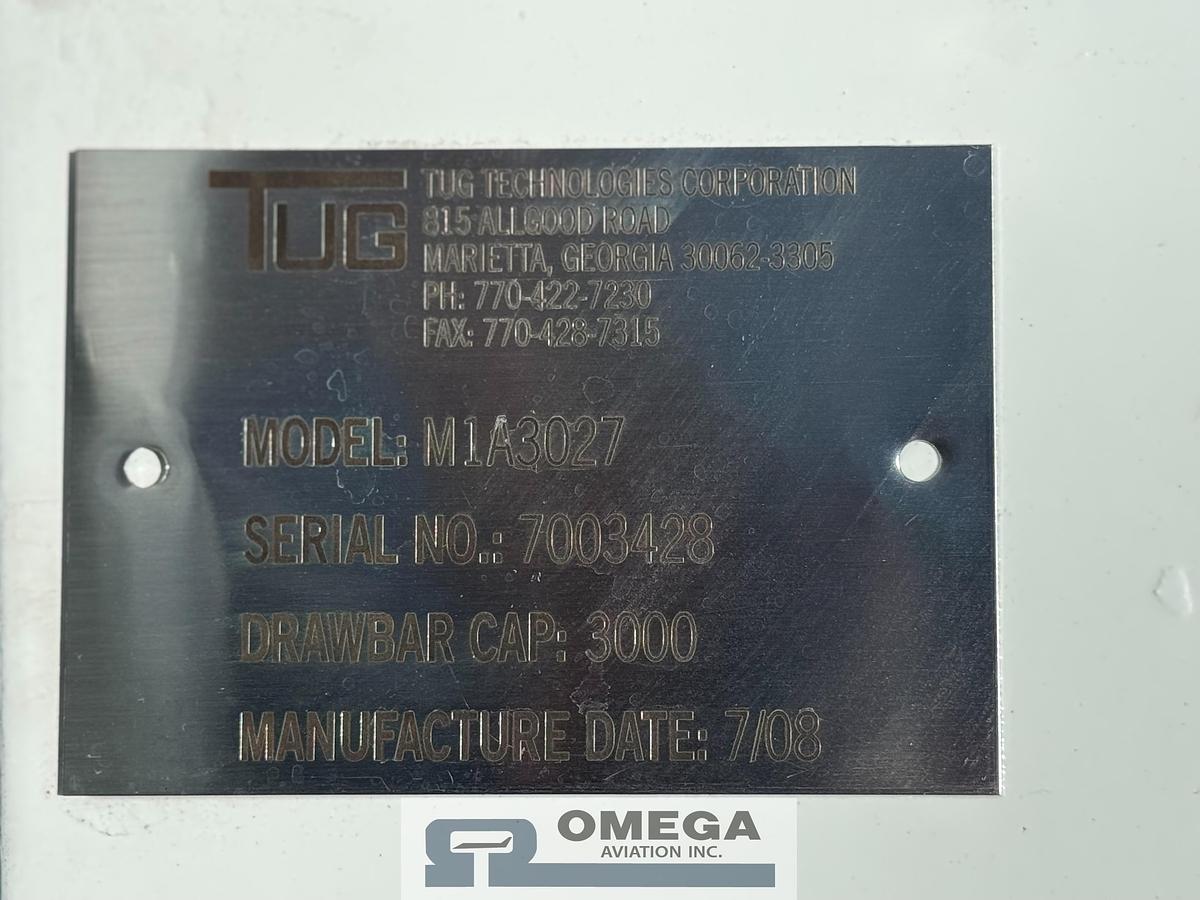 TUG
TUG TECHNOLOGIES CORPORATION
815 ALLGOOD ROAD
MARIETTA, GEORGIA 30062-3305
PH: 770-422-7230
FAX: 770-428-7315
MODEL: M1A3027
SERIAL NO.: 7003428
DRAWBAR CAP: 3000
MANUFACTURE DATE: 7/08
OMEGA
AVIATION INC.